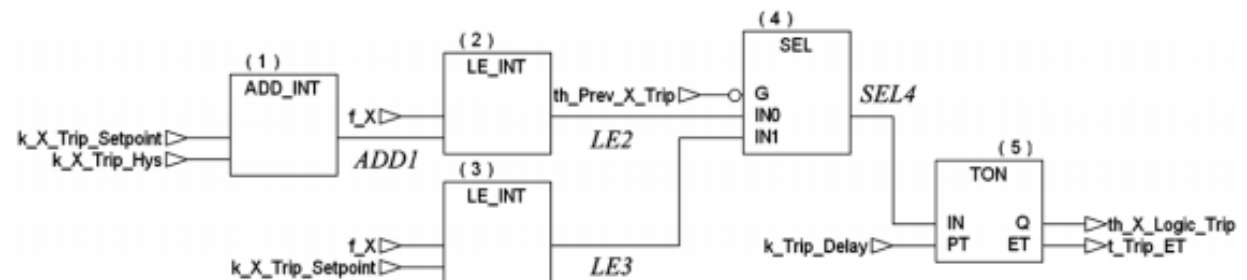 (1)
ADD_INT
k_X_Trip_Setpoint
k_X_Trip_Hys
ADD1
(2)
LE_INT
f_X
LE2
(3)
LE_INT
f_X
k_X_Trip_Setpoint
LE3
(4)
SEL
th_Prev_X_Trip
G
IN0
IN1
SEL4
(5)
TON
IN
Q
th_X_Logic_Trip
k_Trip_Delay
PT
ET
t_Trip_ET